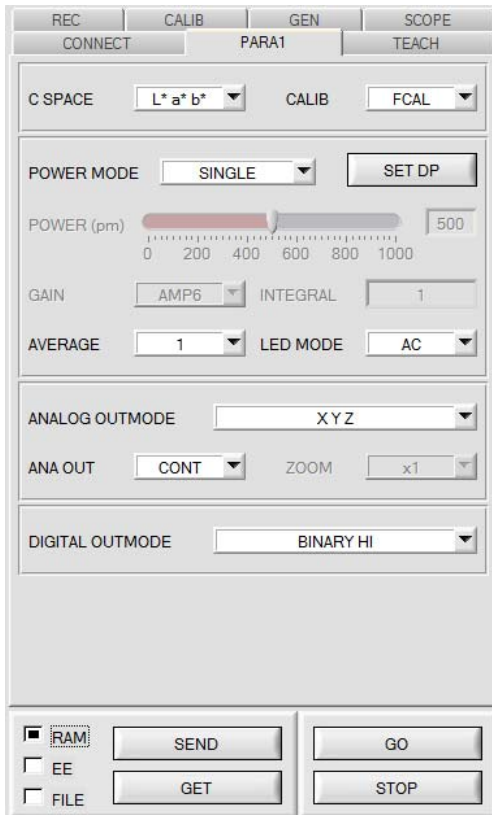 REC CALIB GEN SCOPE
CONNECT PARA1 TEACH
C SPACE L* a* b* CALIB FCAL
POWER MODE SINGLE SET DP
POWER (pm) 500
0 200 400 600 800 1000
GAIN AMP6 INTEGRAL 1
AVERAGE 1 LED MODE AC
ANALOG OUTMODE X Y Z
ANA OUT CONT ZOOM x1
DIGITAL OUTMODE BINARY HI
RAM SEND GO
EE
FILE GET STOP